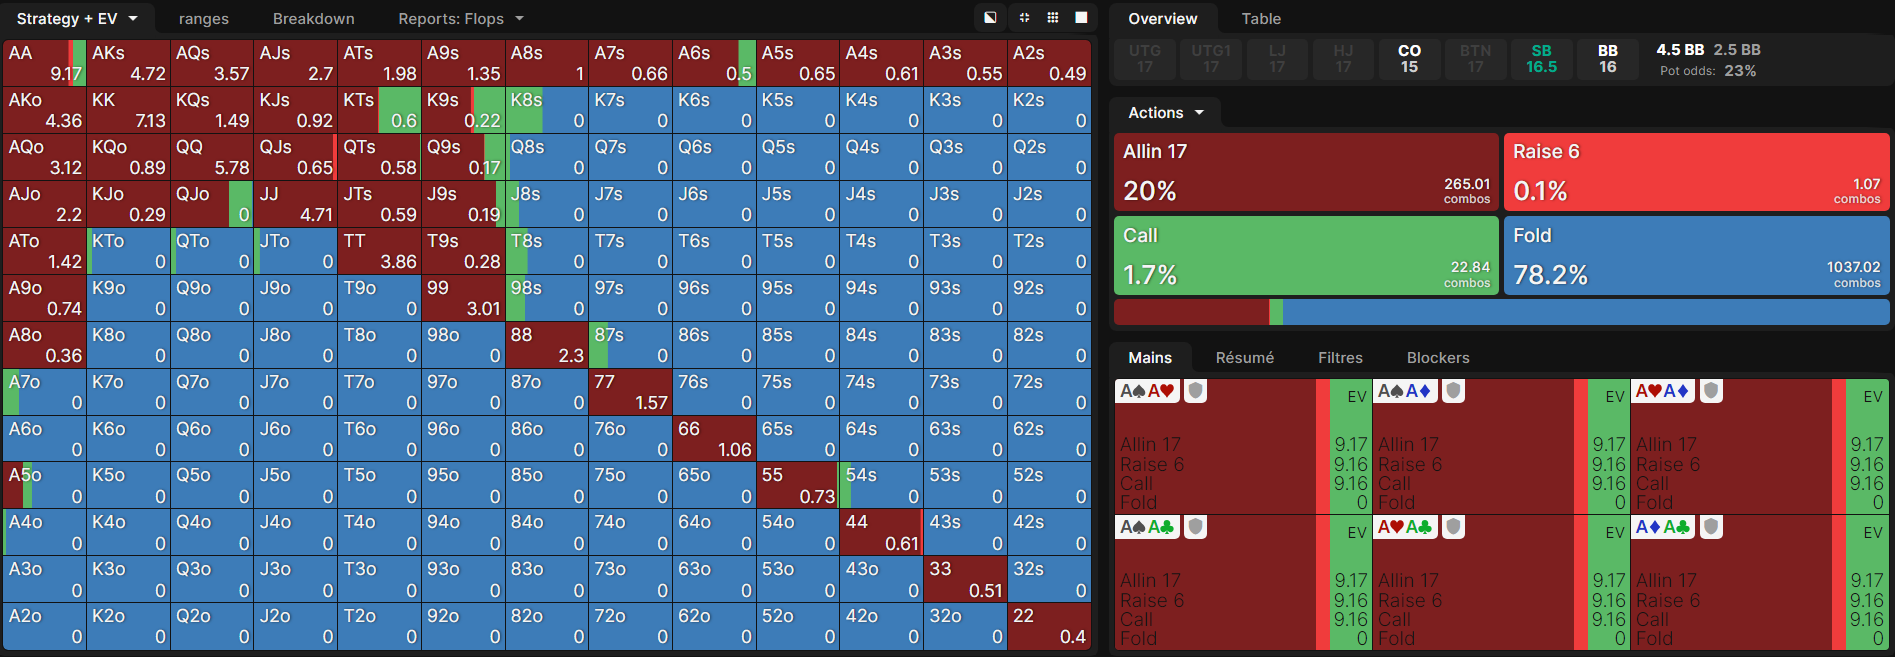 Strategy + EV ranges Breakdown Reports: Flops
AA AKs AQs AJs ATs A9s A8s A7s A6s A5s A4s A3s A2s
9.17 4.72 3.57 2.7 1.98 1.35 1 0.66 0.5 0.65 0.61 0.55 0.49
AKo KK KQs KJs KTs K9s K8s K7s K6s K5s K4s K3s K2s
4.36 7.13 1.49 0.92 0.6 0.22 0 0 0 0 0 0 0
AQo KQo QQ QJs QTs Q9s Q8s Q7s Q6s Q5s Q4s Q3s Q2s
3.12 0.89 5.78 0.65 0.58 0.17 0 0 0 0 0 0 0
AJo KJo QJo JJ JTs J9s J8s J7s J6s J5s J4s J3s J2s
2.2 0.29 0 4.71 0.59 0.19 0 0 0 0 0 0 0
ATo KTo QTo JTo TT T9s T8s T7s T6s T5s T4s T3s T2s
1.42 0 0 0 3.86 0.28 0 0 0 0 0 0 0
A9o K9o Q9o J9o T9o 99 98s 97s 96s 95s 94s 93s 92s
0.74 0 0 0 0 3.01 0 0 0 0 0 0 0
A8o K8o Q8o J8o T8o 98o 88 87s 86s 85s 84s 83s 82s
0.36 0 0 0 0 0 2.3 0 0 0 0 0 0
A7o K7o Q7o J7o T7o 97o 87o 77 76s 75s 74s 73s 72s
0 0 0 0 0 0 0 1.57 0 0 0 0 0
A6o K6o Q6o J6o T6o 96o 86o 76o 66 65s 64s 63s 62s
0 0 0 0 0 0 0 0 1.06 0 0 0 0
A5o K5o Q5o J5o T5o 95o 85o 75o 65o 55 54s 53s 52s
0 0 0 0 0 0 0 0 0 0.73 0 0 0
A4o K4o Q4o J4o T4o 94o 84o 74o 64o 54o 44 43s 42s
0 0 0 0 0 0 0 0 0 0 0.61 0 0
A3o K3o Q3o J3o T3o 93o 83o 73o 63o 53o 43o 33 32s
0 0 0 0 0 0 0 0 0 0 0 0.51 0
A2o K2o Q2o J2o T2o 92o 82o 72o 62o 52o 42o 32o 22
0 0 0 0 0 0 0 0 0 0 0 0 0.4
Overview Table
UTG UTG1 LJ HJ CO BTN SB BB 4.5 BB 2.5 BB
17 17 17 17 15 17 16.5 16 Pot odds: 23%
Actions
Allin 17 Raise 6
20% 265.01 0.1% 1.07
combos combos
Call Fold
1.7% 22.84 78.2% 1037.02
combos combos
Mains Résumé Filtres Blockers
A♠A♥ A♠A♦ A♥A♦
EV EV EV
Allin 17 9.17 Allin 17 9.17 Allin 17 9.17
Raise 6 9.16 Raise 6 9.16 Raise 6 9.16
Call 9.16 Call 9.16 Call 9.16
Fold 0 Fold 0 Fold 0
A♠A♣ A♥A♣ A♦A♣
EV EV EV
Allin 17 9.17 Allin 17 9.17 Allin 17 9.17
Raise 6 9.16 Raise 6 9.16 Raise 6 9.16
Call 9.16 Call 9.16 Call 9.16
Fold 0 Fold 0 Fold 0